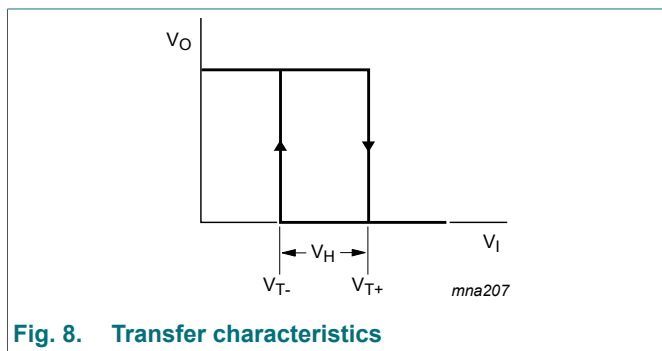 VO
VH
VI
VT-
VT+
mna207
Fig. 8. Transfer characteristics